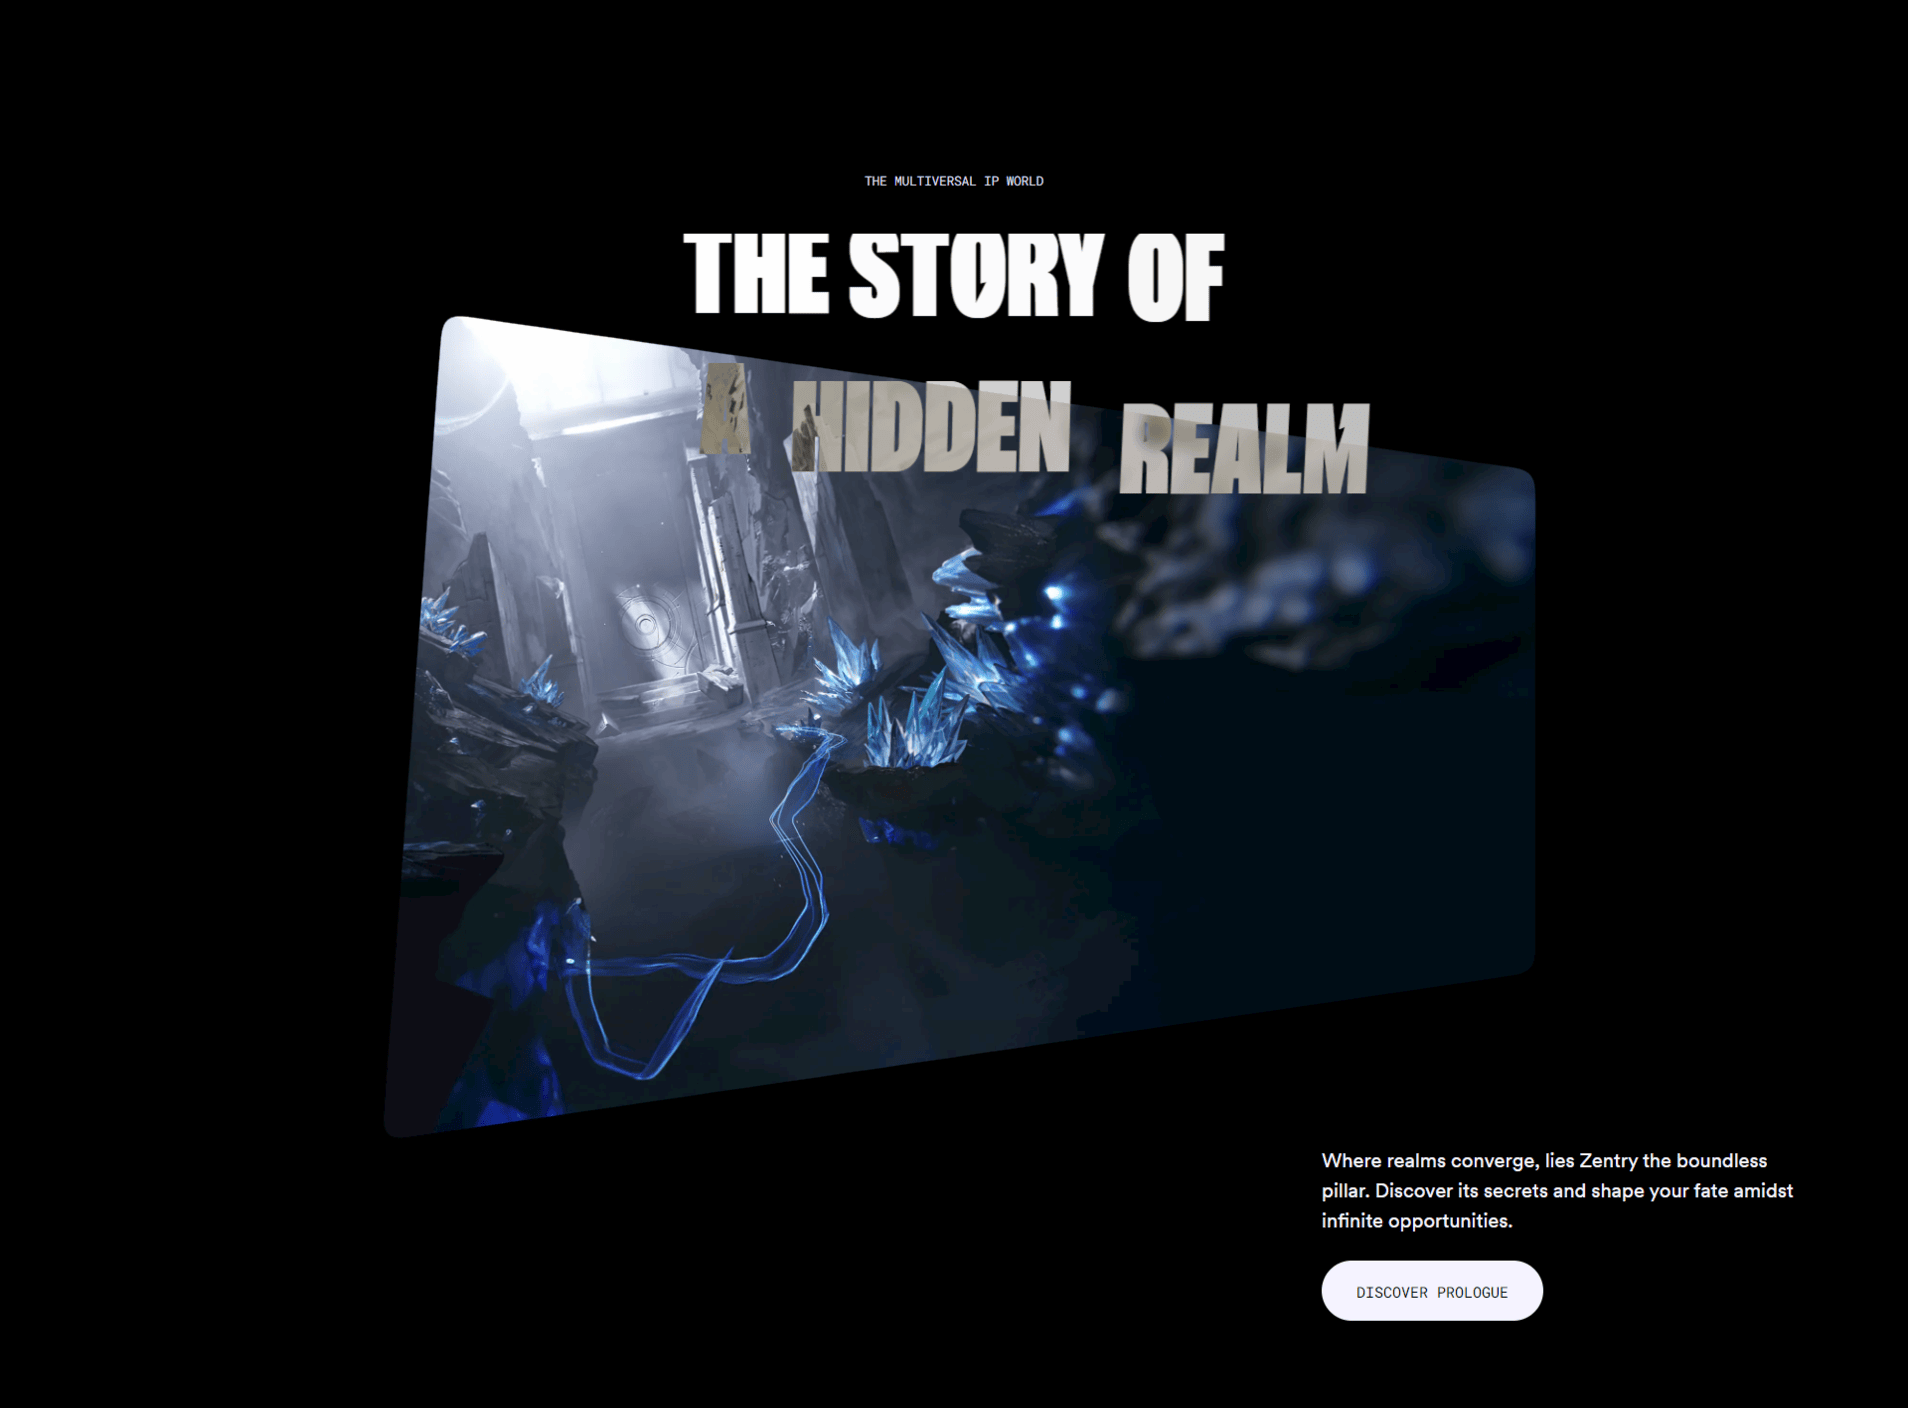 THE MULTIVERSAL IP WORLD
THE STORY OF
A HIDDEN REALM
Where realms converge, lies Zentry the boundless
pillar. Discover its secrets and shape your fate amidst
infinite opportunities.
DISCOVER PROLOGUE